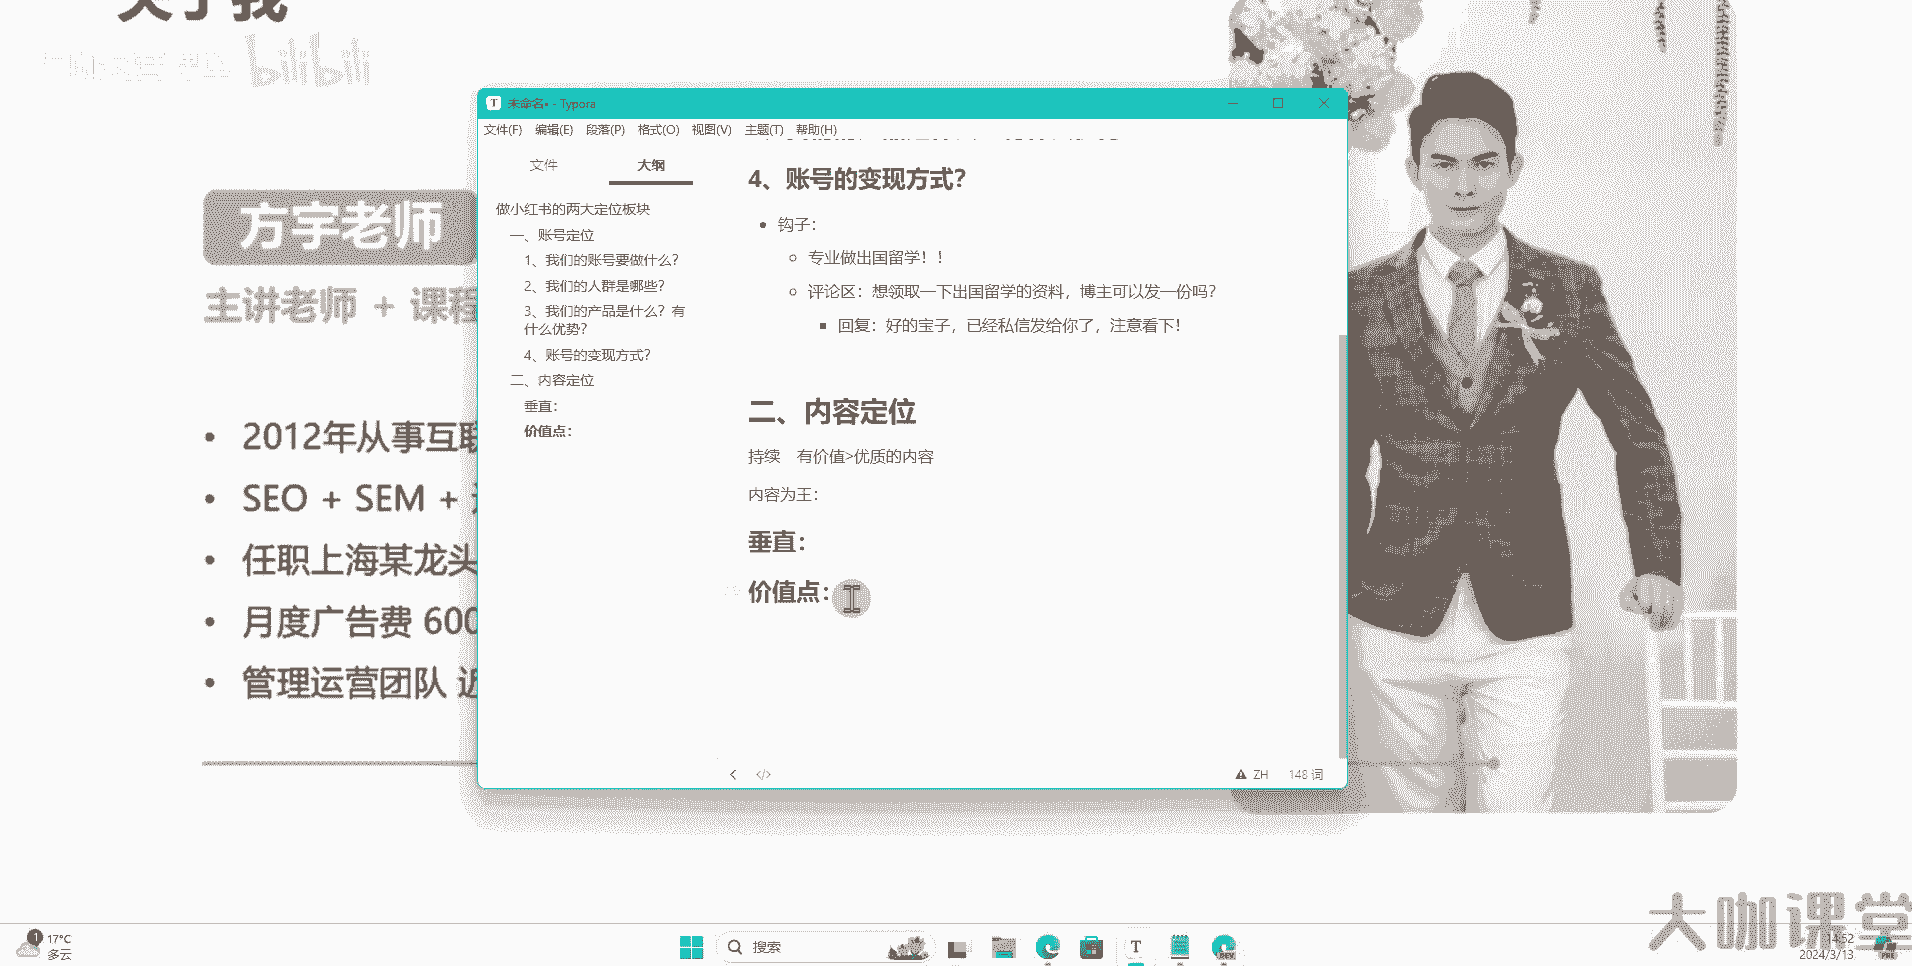 关于我
bilibili
方宇老师
主讲老师 + 课程
• 2012年从事互联
• SEO + SEM +
• 任职上海某龙头
• 月度广告费 600
• 管理运营团队 近
T 未命名• - Typora
文件(F) 编辑(E) 段落(P) 格式(O) 视图(V) 主题(T) 帮助(H)
文件 大纲
做小红书的两大定位板块
一、账号定位
1、我们的账号要做什么？
2、我们的人群是哪些？
3、我们的产品是什么？有
什么优势？
4、账号的变现方式？
二、内容定位
垂直：
价值点：
4、账号的变现方式？
• 钩子：
专业做出国留学！！
评论区：想领取一下出国留学的资料，博主可以发一份吗？
回复：好的宝子，已经私信发给你了，注意看下！
二、内容定位
持续 有价值>优质的内容
内容为王：
垂直：
价值点：
ZH 148 词
大咖课堂
1 17°C
多云
搜索
T
DEV
14:52
2024/3/13
PRE